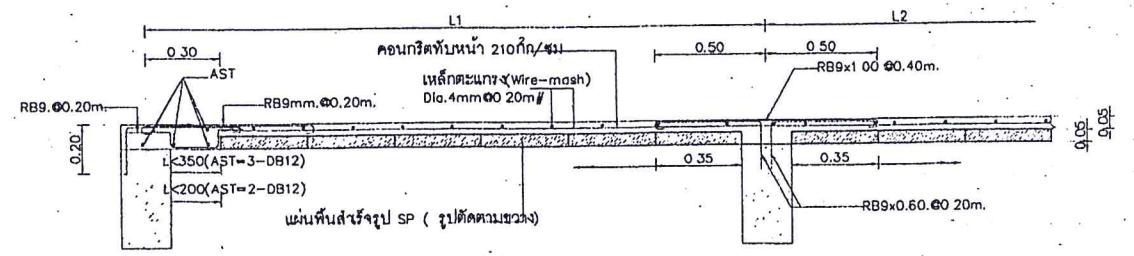 L1
L2
0.30
คอนกรีตทับหน้า 210กก/ซม
0.50
0.50
AST
RB9x1 00 @0.40m.
เหล็กตะแกรง(Wire-mash)
Dia.4mm@0 20m#
RB9.@0.20m.
RB9mm.@0.20m.
0.20
0.05
0.05
L<350(AST=3-DB12)
0.35
0.35
L<200(AST=2-DB12)
RB9x0.60.@0 20m.
แผ่นพื้นสำเร็จรูป SP ( รูปตัดตามขวาง)